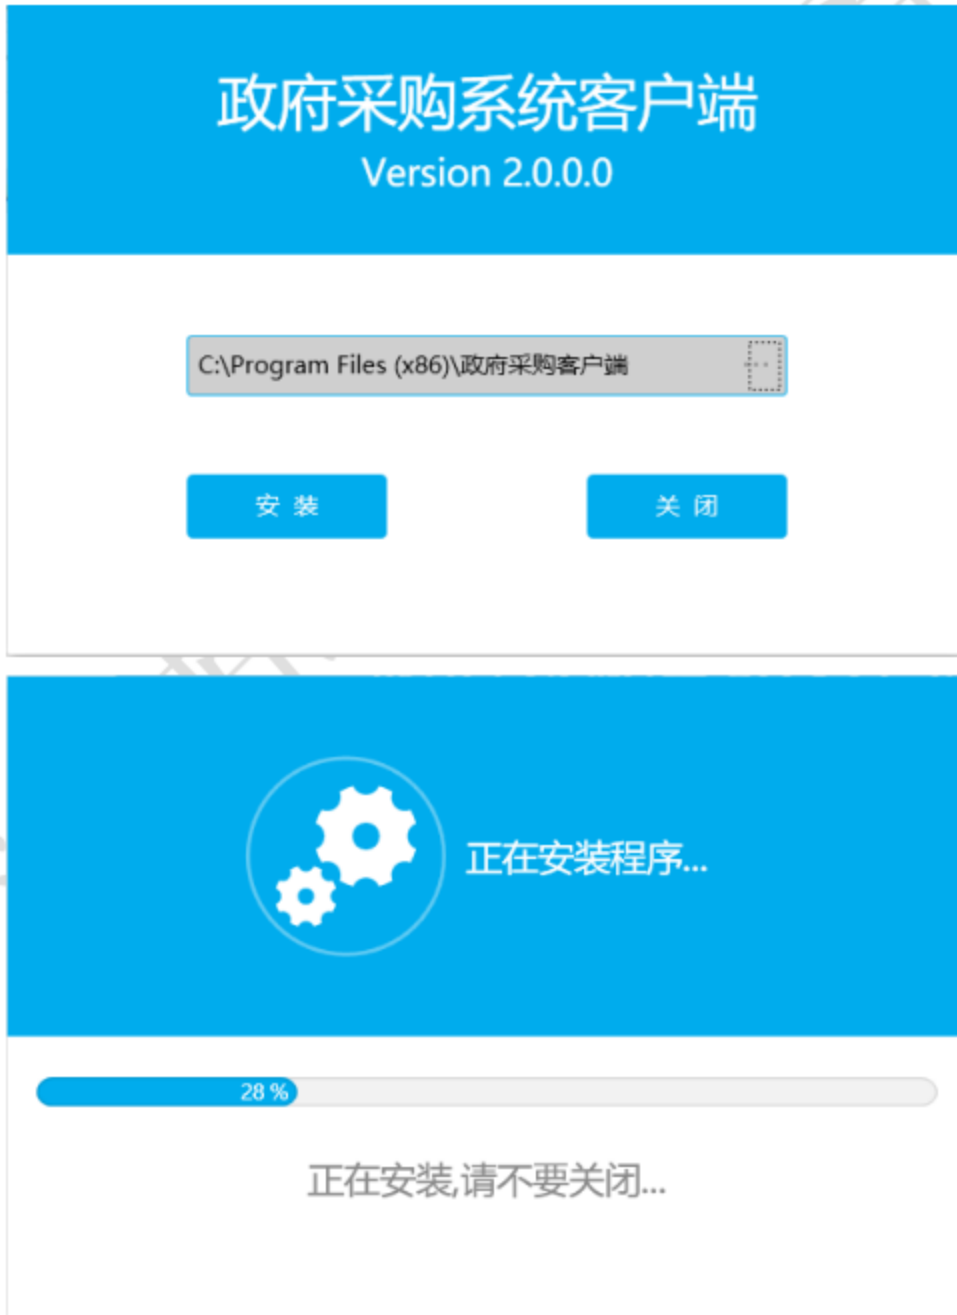 政府采购系统客户端
Version 2.0.0.0
C:\Program Files (x86)\政府采购客户端
安 装 关 闭
正在安装程序...
28 %
正在安装,请不要关闭...